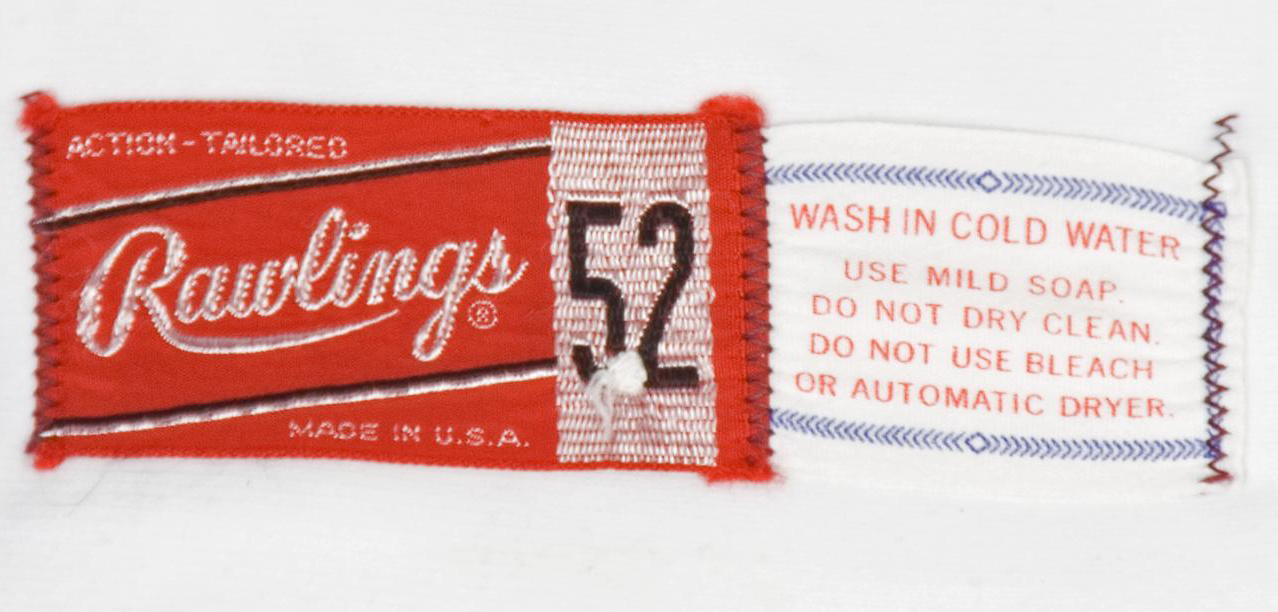 ACTION-TAILORED
Rawlings®
MADE IN U.S.A.
52
WASH IN COLD WATER
USE MILD SOAP.
DO NOT DRY CLEAN.
DO NOT USE BLEACH
OR AUTOMATIC DRYER.